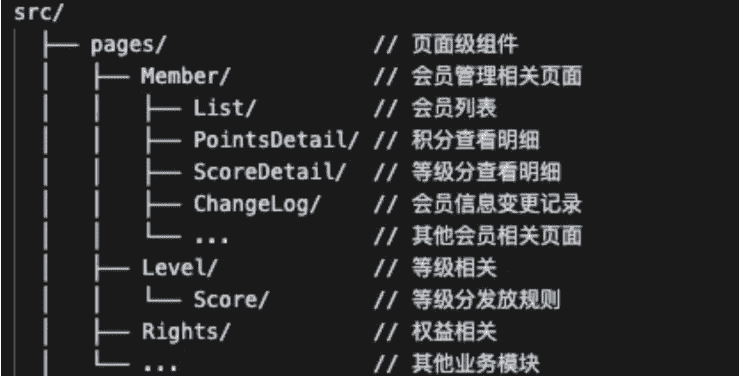 src/
├── pages/ // 页面级组件
│ ├── Member/ // 会员管理相关页面
│ │ ├── List/ // 会员列表
│ │ ├── PointsDetail/ // 积分查看明细
│ │ ├── ScoreDetail/ // 等级分查看明细
│ │ ├── ChangeLog/ // 会员信息变更记录
│ │ └── ... // 其他会员相关页面
│ ├── Level/ // 等级相关
│ │ └── Score/ // 等级分发放规则
│ ├── Rights/ // 权益相关
│ └── ... // 其他业务模块